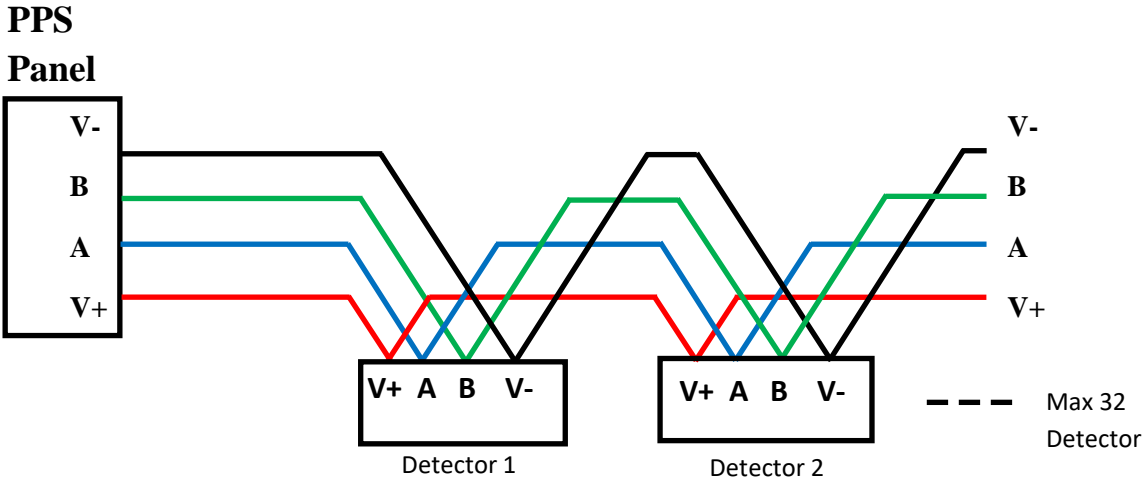 PPS
Panel
V-
B
A
V+
V-
B
A
V+
V+ A B V-
Detector 1
V+ A B V-
Detector 2
Max 32
Detector